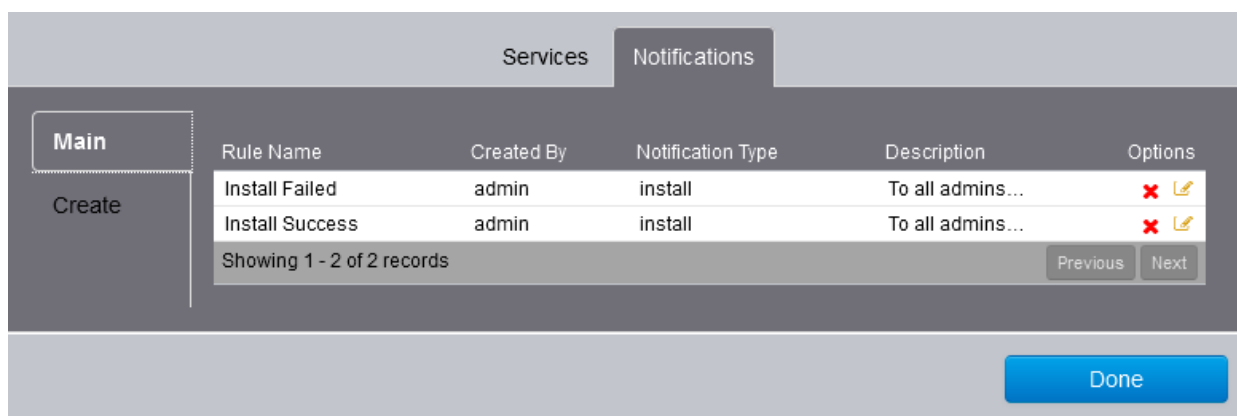 Services Notifications
Main
Create
Rule Name Created By Notification Type Description Options
Install Failed admin install To all admins...
Install Success admin install To all admins...
Showing 1 - 2 of 2 records Previous Next
Done